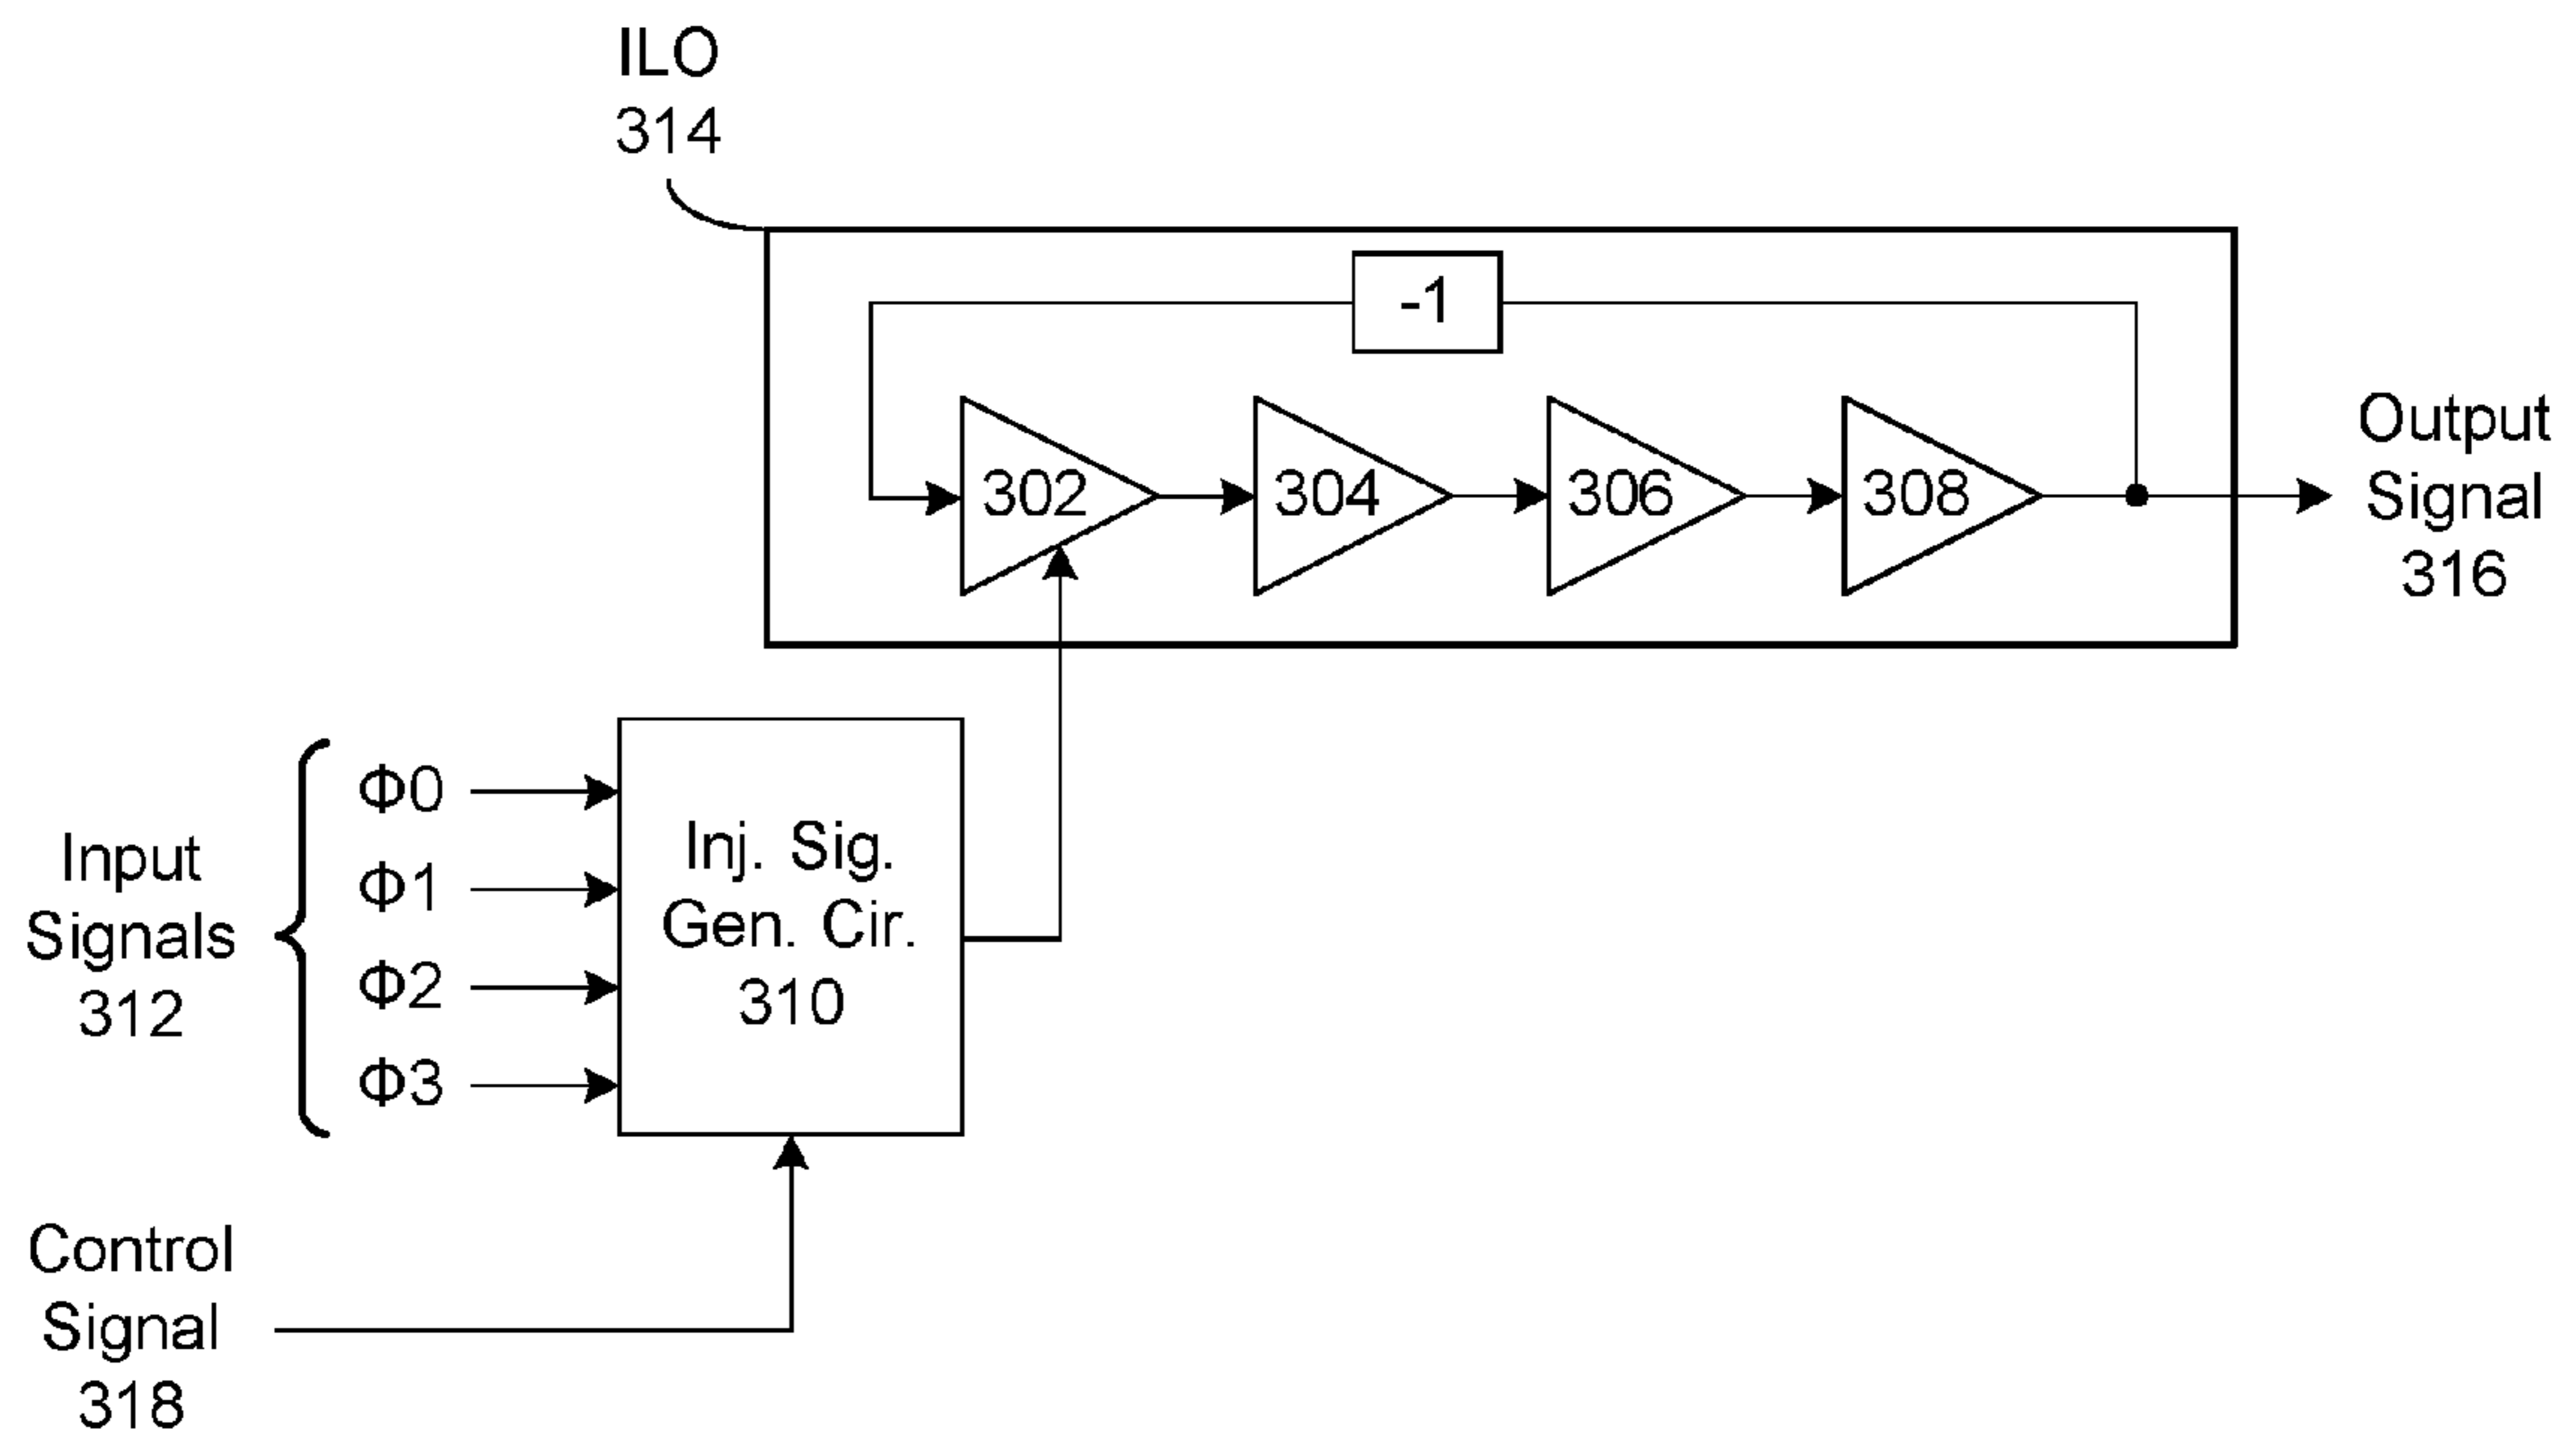 ILO
314
-1
302
304
306
308
Output
Signal
316
Input
Signals
312
Φ0
Φ1
Φ2
Φ3
Inj. Sig.
Gen. Cir.
310
Control
Signal
318